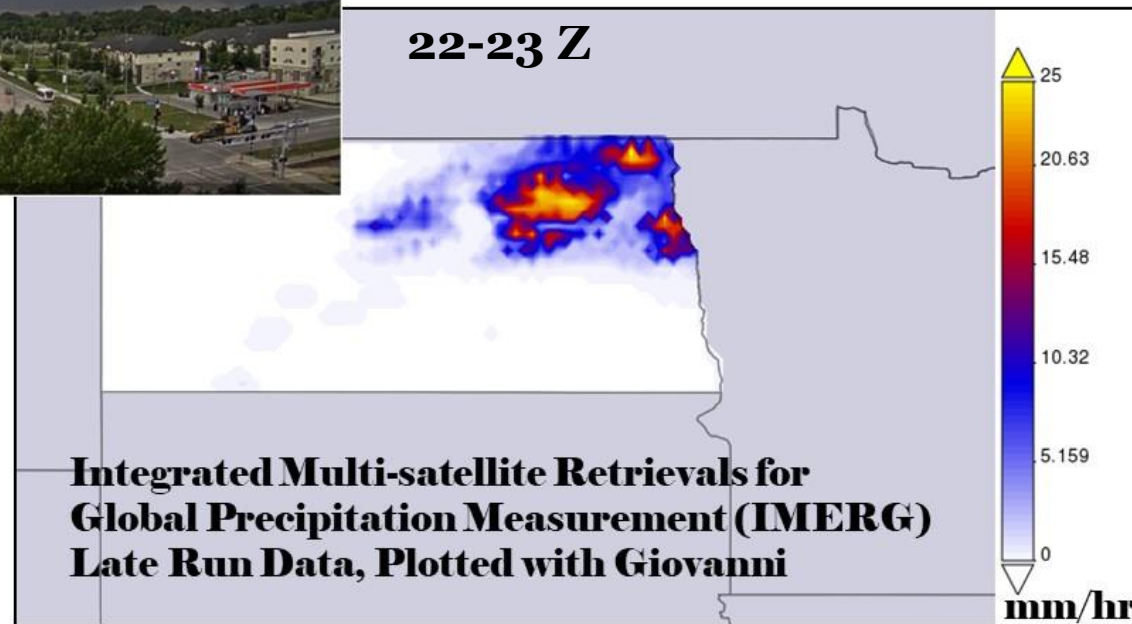 22-23 Z
25
20.63
15.48
10.32
5.159
0
mm/hr
Integrated Multi-satellite Retrievals for
Global Precipitation Measurement (IMERG)
Late Run Data, Plotted with Giovanni